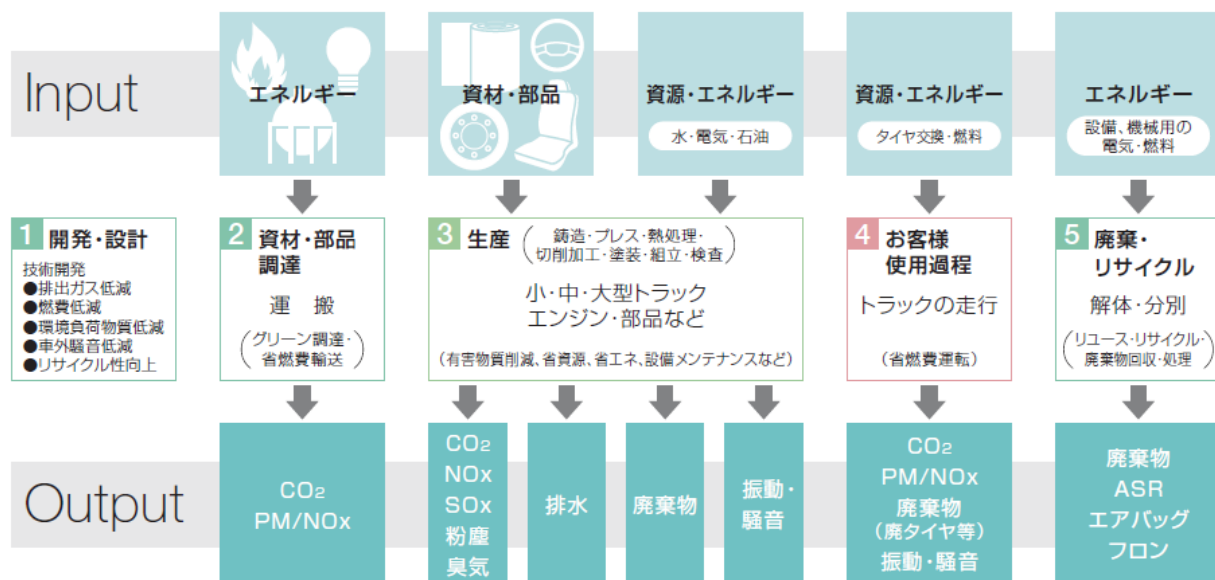 Input
エネルギー
資材・部品
資源・エネルギー
水・電気・石油
資源・エネルギー
タイヤ交換・燃料
エネルギー
設備、機械用の
電気・燃料
1 開発・設計
技術開発
●排出ガス低減
●燃費低減
●環境負荷物質低減
●車外騒音低減
●リサイクル性向上
2 資材・部品
調達
運 搬
(グリーン調達・
省燃費輸送)
3 生産
(鋳造・プレス・熱処理・
切削加工・塗装・組立・検査)
小・中・大型トラック
エンジン・部品など
(有害物質削減、省資源、省エネ、設備メンテナンスなど)
4 お客様
使用過程
トラックの走行
(省燃費運転)
5 廃棄・
リサイクル
解体・分別
(リユース・リサイクル・
廃棄物回収・処理)
Output
CO₂
PM/NOx
CO₂
NOx
SOx
粉塵
臭気
排水
廃棄物
振動・
騒音
CO₂
PM/NOx
廃棄物
(廃タイヤ等)
振動・騒音
廃棄物
ASR
エアバッグ
フロン